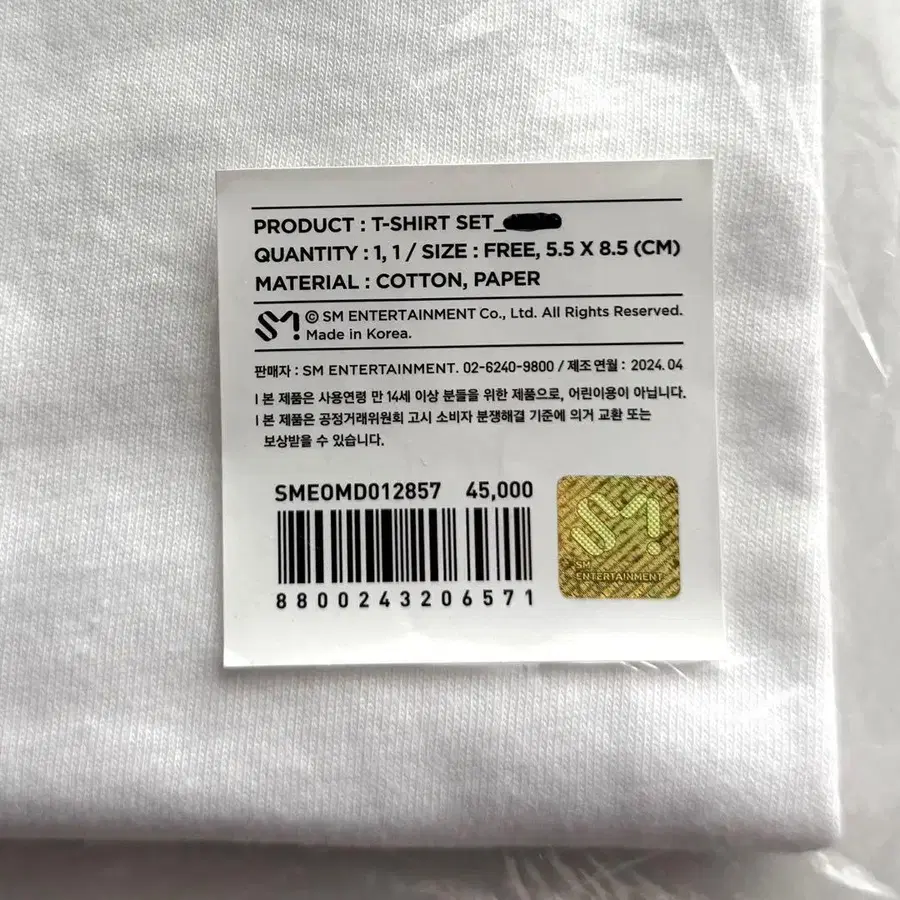 PRODUCT : T-SHIRT SET_
QUANTITY : 1, 1 / SIZE : FREE, 5.5 X 8.5 (CM)
MATERIAL : COTTON, PAPER
SM
© SM ENTERTAINMENT Co., Ltd. All Rights Reserved.
Made in Korea.
판매자 : SM ENTERTAINMENT. 02-6240-9800 / 제조 연월 : 2024. 04
I 본 제품은 사용연령 만 14세 이상 분들을 위한 제품으로, 어린이용이 아닙니다.
I 본 제품은 공정거래위원회 고시 소비자 분쟁해결 기준에 의거 교환 또는
보상받을 수 있습니다.
SMEOMD012857 45,000
8800243206571
SM
SM
ENTERTAINMENT